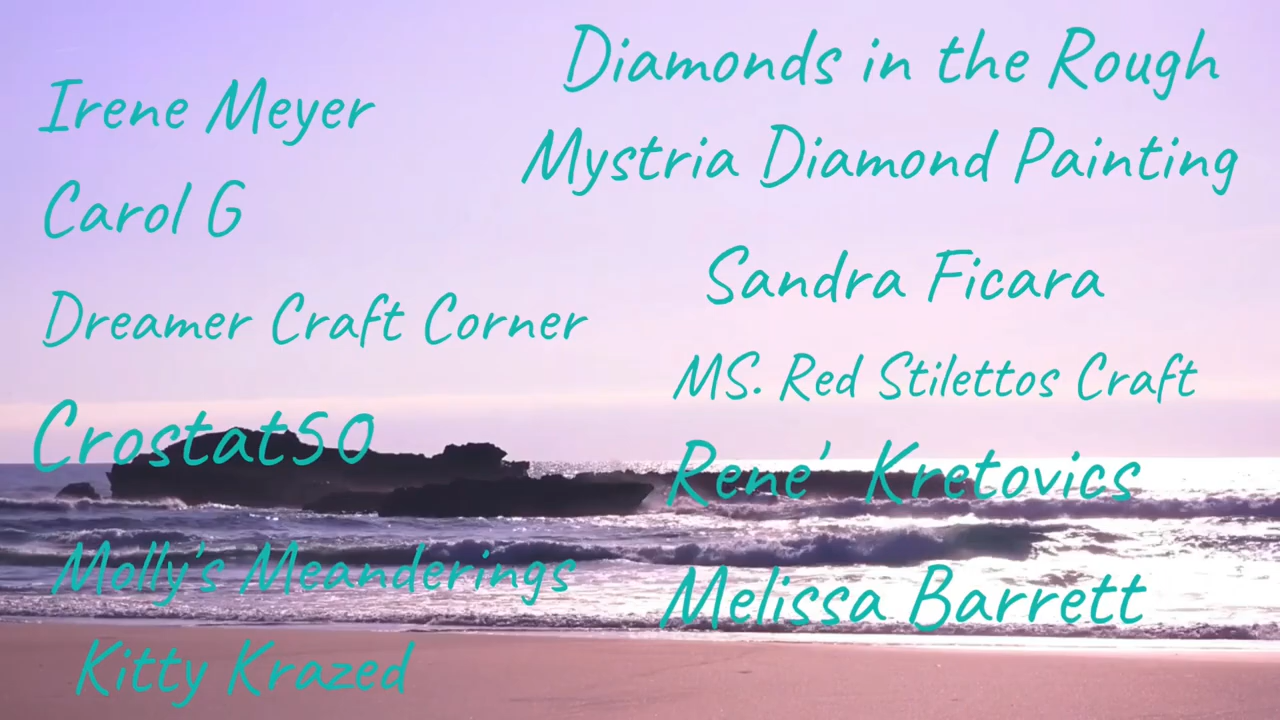 Irene Meyer
Carol G
Dreamer Craft Corner
Crostat50
Molly's Meanderings
Kitty Krazed
Diamonds in the Rough
Mystria Diamond Painting
Sandra Ficara
MS. Red Stilettos Craft
Rene' Kretovics
Melissa Barrett